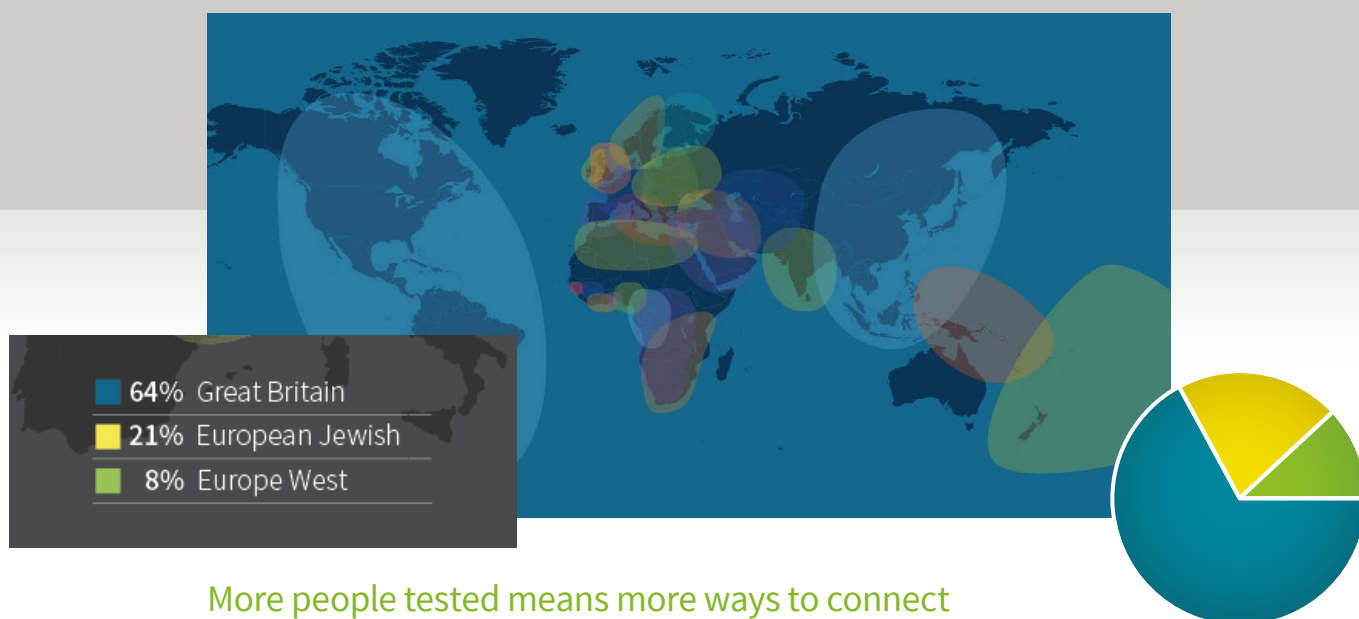 64% Great Britain
21% European Jewish
8% Europe West
More people tested means more ways to connect